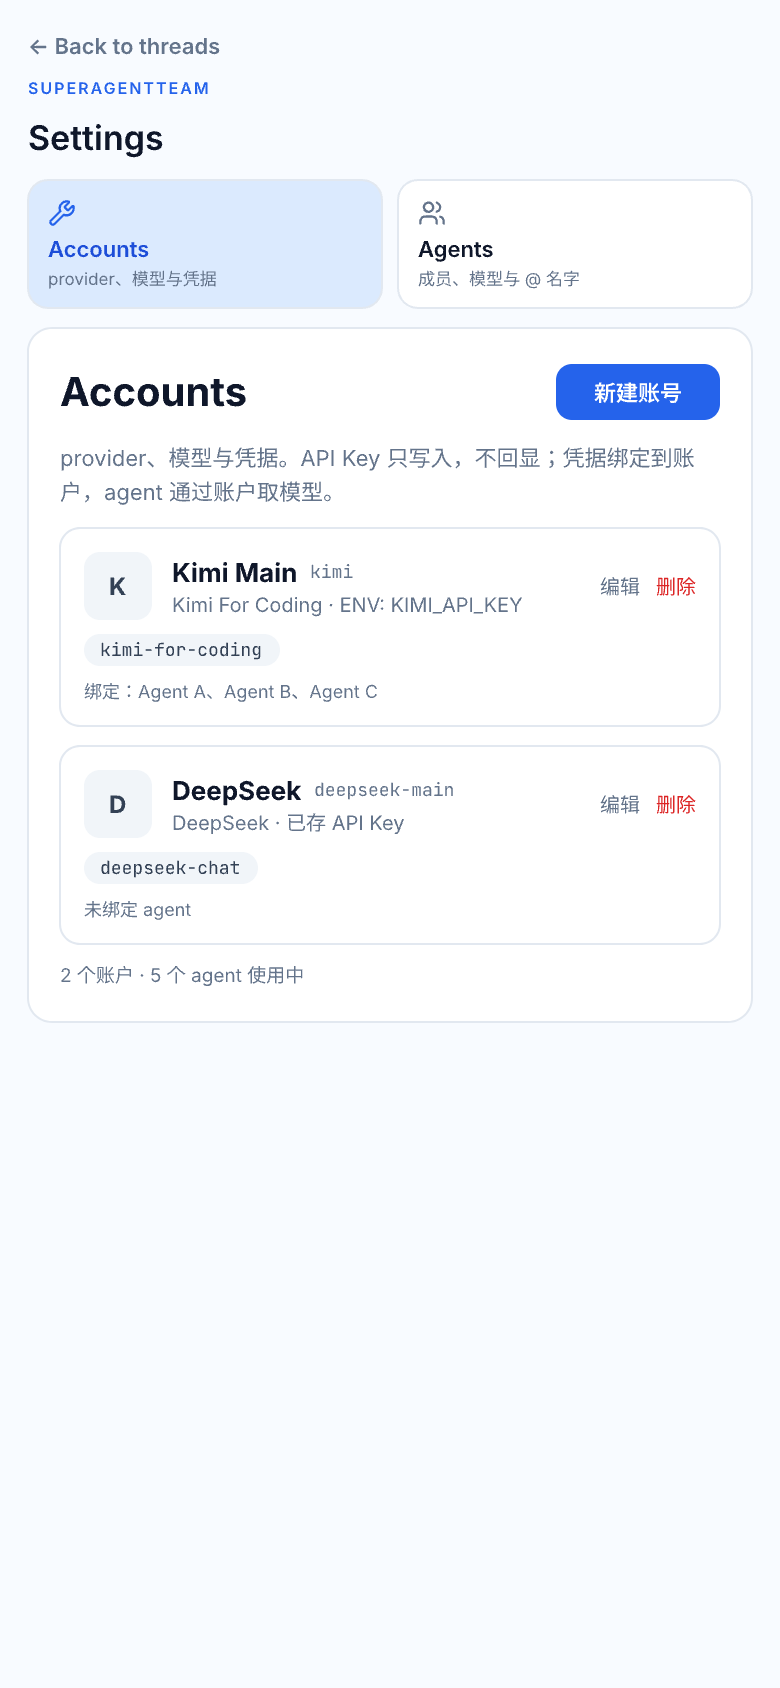 ← Back to threads
SUPERAGENTTEAM
Settings
Accounts
provider、模型与凭据
Agents
成员、模型与 @ 名字
Accounts
新建账号
provider、模型与凭据。API Key 只写入，不回显；凭据绑定到账
户，agent 通过账户取模型。
K
Kimi Main kimi
Kimi For Coding · ENV: KIMI_API_KEY
编辑 删除
kimi-for-coding
绑定：Agent A、Agent B、Agent C
D
DeepSeek deepseek-main
DeepSeek · 已存 API Key
编辑 删除
deepseek-chat
未绑定 agent
2 个账户 · 5 个 agent 使用中